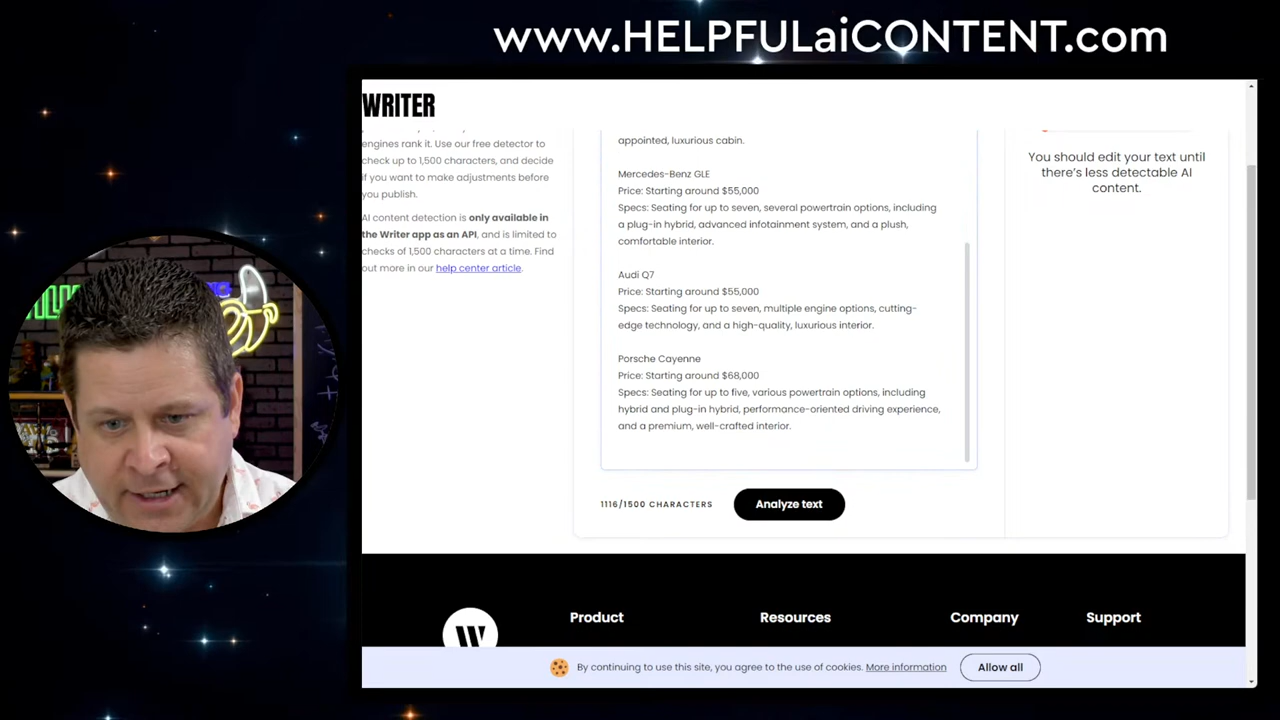 www.HELPFULaiCONTENT.com
WRITER
engines rank it. Use our free detector to
check up to 1,500 characters, and decide
if you want to make adjustments before
you publish.
AI content detection is only available in
the Writer app as an API, and is limited to
checks of 1,500 characters at a time. Find
out more in our help center article.
appointed, luxurious cabin.
Mercedes-Benz GLE
Price: Starting around $55,000
Specs: Seating for up to seven, several powertrain options, including
a plug-in hybrid, advanced infotainment system, and a plush,
comfortable interior.
Audi Q7
Price: Starting around $55,000
Specs: Seating for up to seven, multiple engine options, cutting-
edge technology, and a high-quality, luxurious interior.
Porsche Cayenne
Price: Starting around $68,000
Specs: Seating for up to five, various powertrain options, including
hybrid and plug-in hybrid, performance-oriented driving experience,
and a premium, well-crafted interior.
1116/1500 CHARACTERS
Analyze text
You should edit your text until
there's less detectable AI
content.
W
Product
Resources
Company
Support
By continuing to use this site, you agree to the use of cookies. More information
Allow all